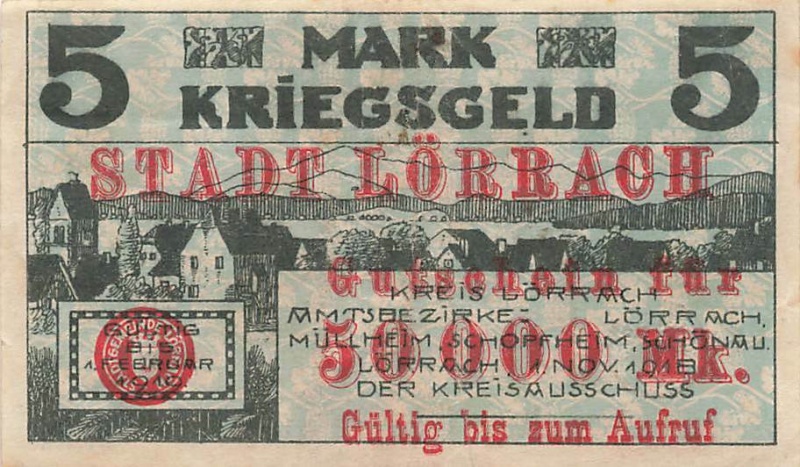 5 MARK 5
KRIEGSGELD
STADT LÖRRACH
Gutschein für
50000 Mk.
Gültig bis zum Aufruf
KREIS LÖRRACH
AMTSBEZIRKE: LÖRRACH,
MÜLLHEIM, SCHOPFHEIM, SCHÖNAU.
LÖRRACH, 1. NOV. 1918
DER KREISAUSSCHUSS
GÜLTIG
BIS
1. FEBRUAR
1919